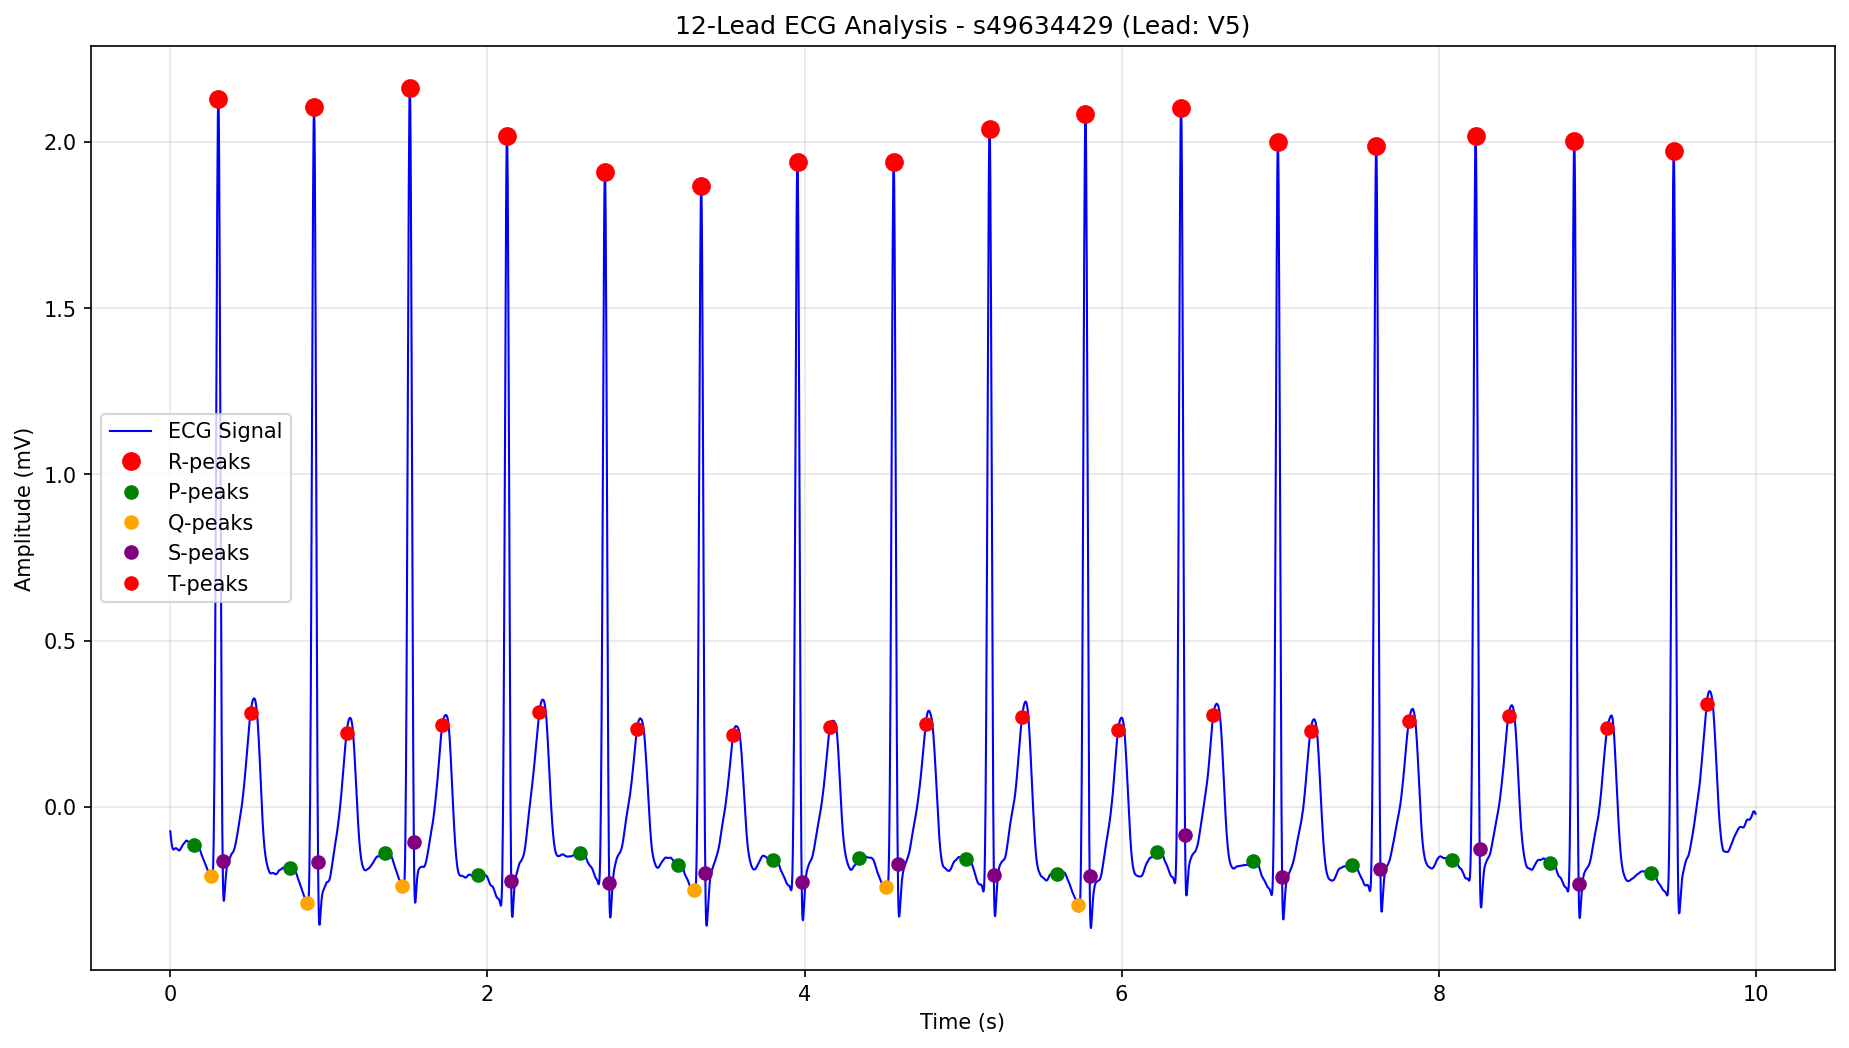 12-Lead ECG Analysis - s49634429 (Lead: V5)
Amplitude (mV)
2.0
1.5
1.0
0.5
0.0
ECG Signal
R-peaks
P-peaks
Q-peaks
S-peaks
T-peaks
0 2 4 6 8 10
Time (s)